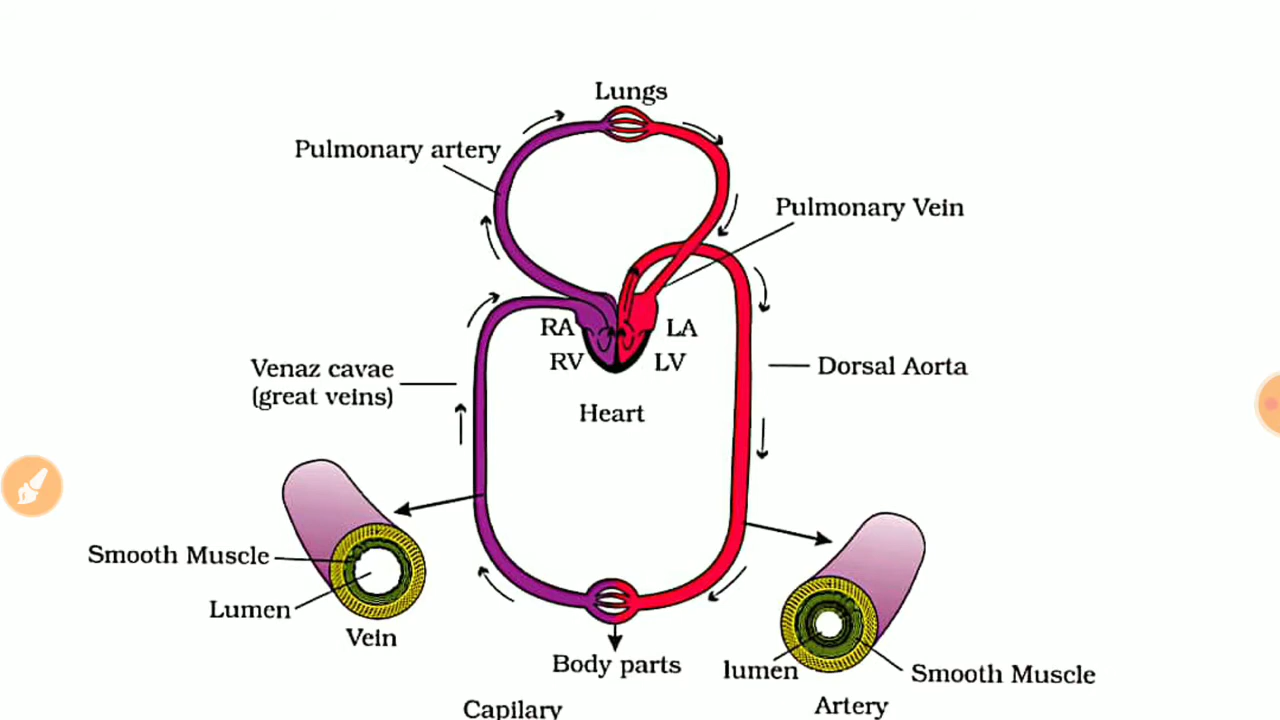 Lungs
Pulmonary artery
Pulmonary Vein
RA
LA
RV
LV
Venaz cavae
(great veins)
Dorsal Aorta
Heart
Smooth Muscle
Lumen
Vein
Body parts
lumen
Smooth Muscle
Capilary
Artery